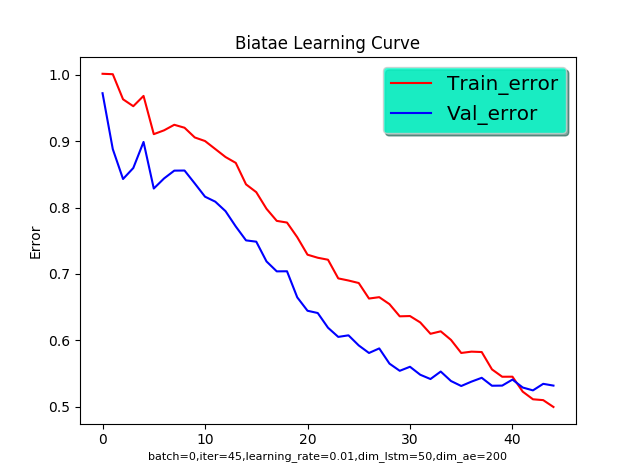 Biatae Learning Curve
Train_error
Val_error
Error
1.0
0.9
0.8
0.7
0.6
0.5
0 10 20 30 40
batch=0,iter=45,learning_rate=0.01,dim_lstm=50,dim_ae=200